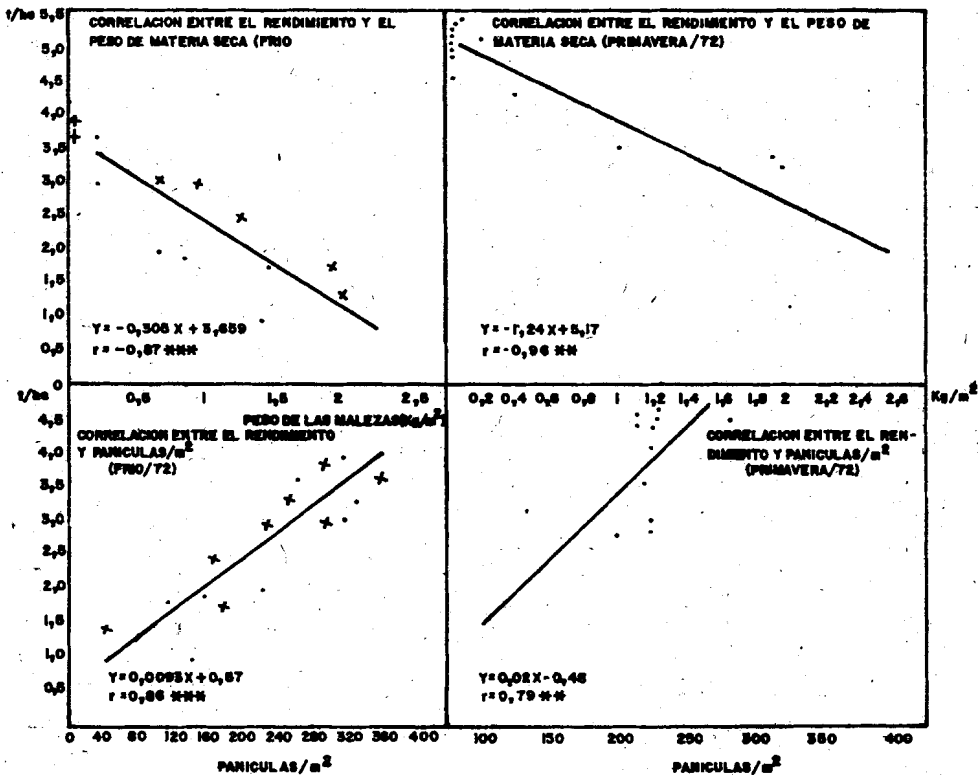 t/ha
5,5
CORRELACION ENTRE EL RENDIMIENTO Y EL
PESO DE MATERIA SECA (FRIO
CORRELACION ENTRE EL RENDIMIENTO Y EL PESO DE
MATERIA SECA (PRIMAVERA/72)
5,0
4,5
4,0
3,5
3,0
2,5
2,0
1,5
1,0
0,5
0
Y= -0,308 X + 3,659
r= -0,87 ***
Y= -1,24 X + 5,17
r= -0,96 **
0,5 1 1,5 2 2,5
PESO DE LAS MALEZAS(Kg/m²)
0,2 0,4 0,6 0,8 1 1,2 1,4 1,6 1,8 2 2,2 2,4 2,6 Kg/m²
t/ha
4,5
4,0
3,5
3,0
2,5
2,0
1,5
1,0
0,5
CORRELACION ENTRE EL RENDIMIENTO
Y PANICULAS/m²
(FRIO/72)
CORRELACION ENTRE EL REN-
DIMIENTO Y PANICULAS/m²
(PRIMAVERA/72)
Y= 0,0093X + 0,57
r= 0,86 ***
Y= 0,02X - 0,45
r= 0,79 **
0 40 80 120 160 200 240 280 320 360 400
PANICULAS/m²
100 150 200 250 300 350 400
PANICULAS/m²